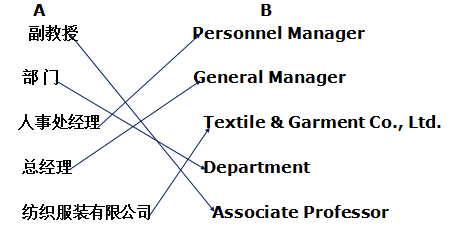 A B
副教授 Personnel Manager
部门 General Manager
人事处经理 Textile & Garment Co., Ltd.
总经理 Department
纺织服装有限公司 Associate Professor